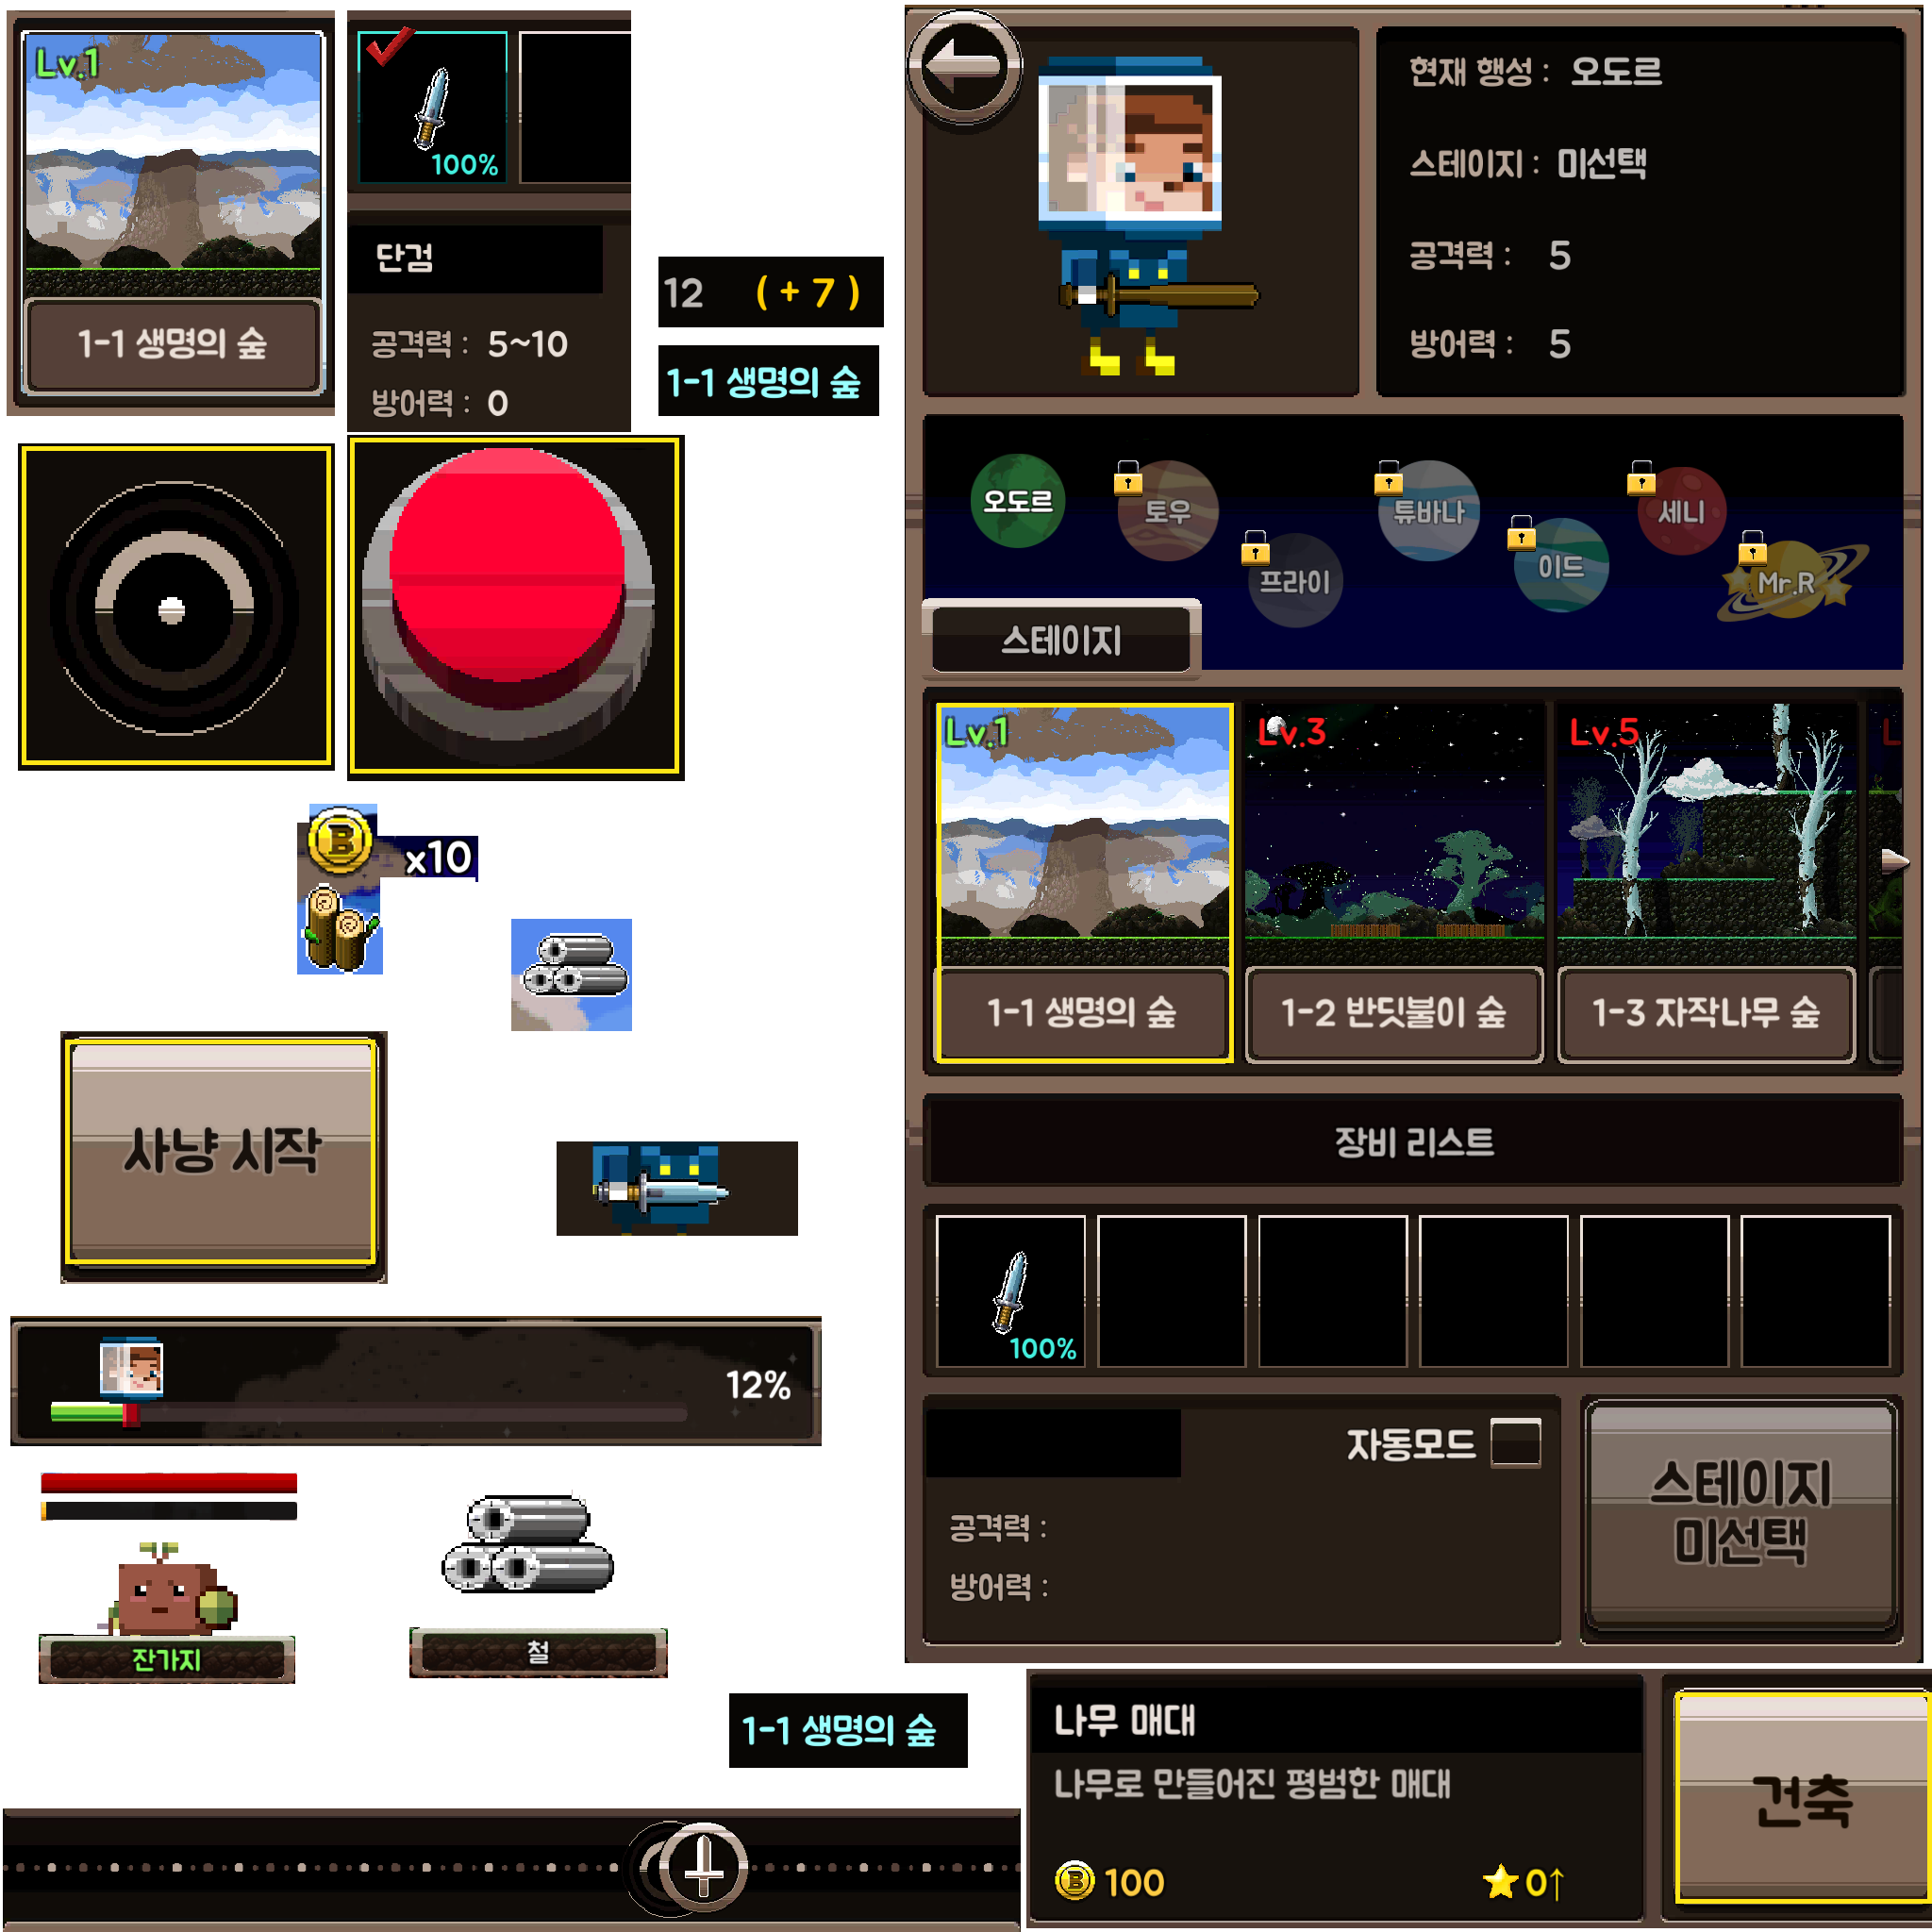 Lv.1
1-1 생명의 숲
100%
단검
공격력 : 5~10
방어력 : 0
12 ( + 7 )
1-1 생명의 숲
x10
사냥 시작
12%
잔가지
철
1-1 생명의 숲
현재 행성 : 오도르
스테이지 : 미선택
공격력 : 5
방어력 : 5
오도르
토우
프라이
튜바나
이드
세니
Mr.R
스테이지
Lv.1
Lv.3
Lv.5
L
1-1 생명의 숲
1-2 반딧불이 숲
1-3 자작나무 숲
장비 리스트
100%
자동모드
공격력 :
방어력 :
스테이지
미선택
나무 매대
나무로 만들어진 평범한 매대
B 100
0↑
건축